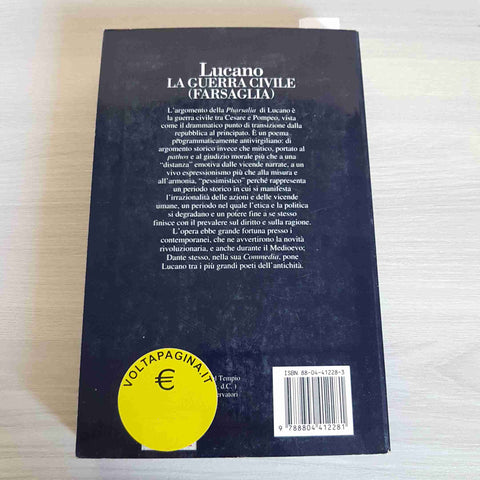 Lucano
LA GUERRA CIVILE
(FARSAGLIA)
L'argomento della Pharsalia di Lucano è
la guerra civile tra Cesare e Pompeo, vista
come il drammatico punto di transizione dalla
repubblica al principato. È un poema
programmaticamente antivirgiliano: di
argomento storico invece che mitico, portato al
pathos e al giudizio morale più che a una
"distanza" emotiva dalle vicende narrate, a un
vivo espressionismo più che alla misura e
all'armonia, "pessimistico" perché rappresenta
un periodo storico in cui si manifesta
l'irrazionalità delle azioni e delle vicende
umane, un periodo nel quale l'etica e la politica
si degradano e un potere fine a se stesso
finisce con il prevalere sul diritto e sulla ragione.
L'opera ebbe grande fortuna presso i
contemporanei, che ne avvertirono la novità
rivoluzionaria, e anche durante il Medioevo;
Dante stesso, nella sua Commedia, pone
Lucano tra i più grandi poeti dell'antichità.
ISBN 88-04-41228-3
9 788804 412281
Tempio
d.C. )
servatori
VOLTAPAGINA.IT
€